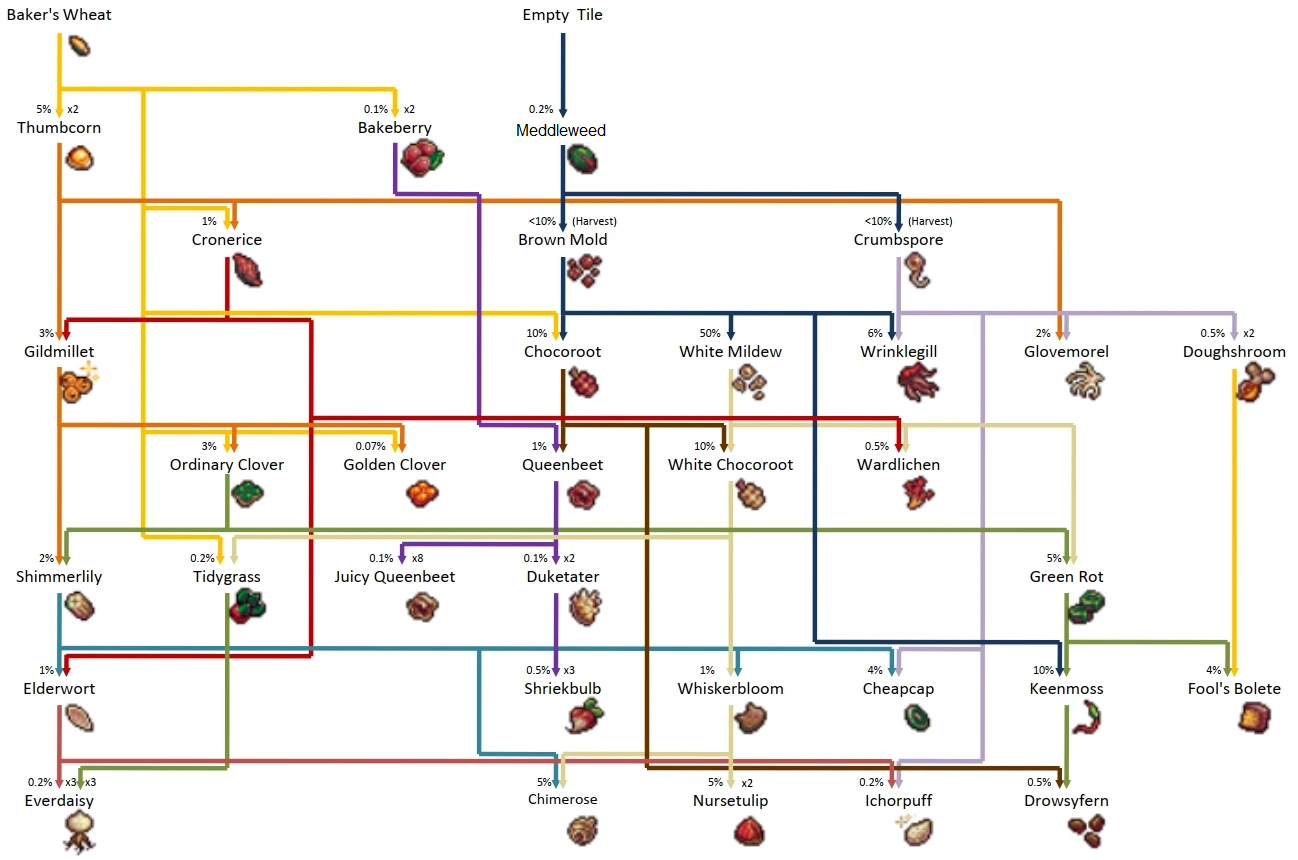 Baker's Wheat
Empty Tile
5% x2
0.1% x2
0.2%
Thumbcorn
Bakeberry
Meddleweed
1%
<10% (Harvest)
<10% (Harvest)
Cronerice
Brown Mold
Crumbspore
3%
10%
50%
6%
2%
0.5% x2
Gildmillet
Chocoroot
White Mildew
Wrinklegill
Glovemorel
Doughshroom
3%
0.07%
1%
10%
0.5%
Ordinary Clover
Golden Clover
Queenbeet
White Chocoroot
Wardlichen
2%
0.2%
0.1% x8
0.1% x2
5%
Shimmerlily
Tidygrass
Juicy Queenbeet
Duketater
Green Rot
1%
0.5% x3
1%
4%
10%
4%
Elderwort
Shriekbulb
Whiskerbloom
Cheapcap
Keenmoss
Fool's Bolete
0.2% x3 x3
5%
5% x2
0.2%
0.5%
Everdaisy
Chimerose
Nursetulip
Ichorpuff
Drowsyfern